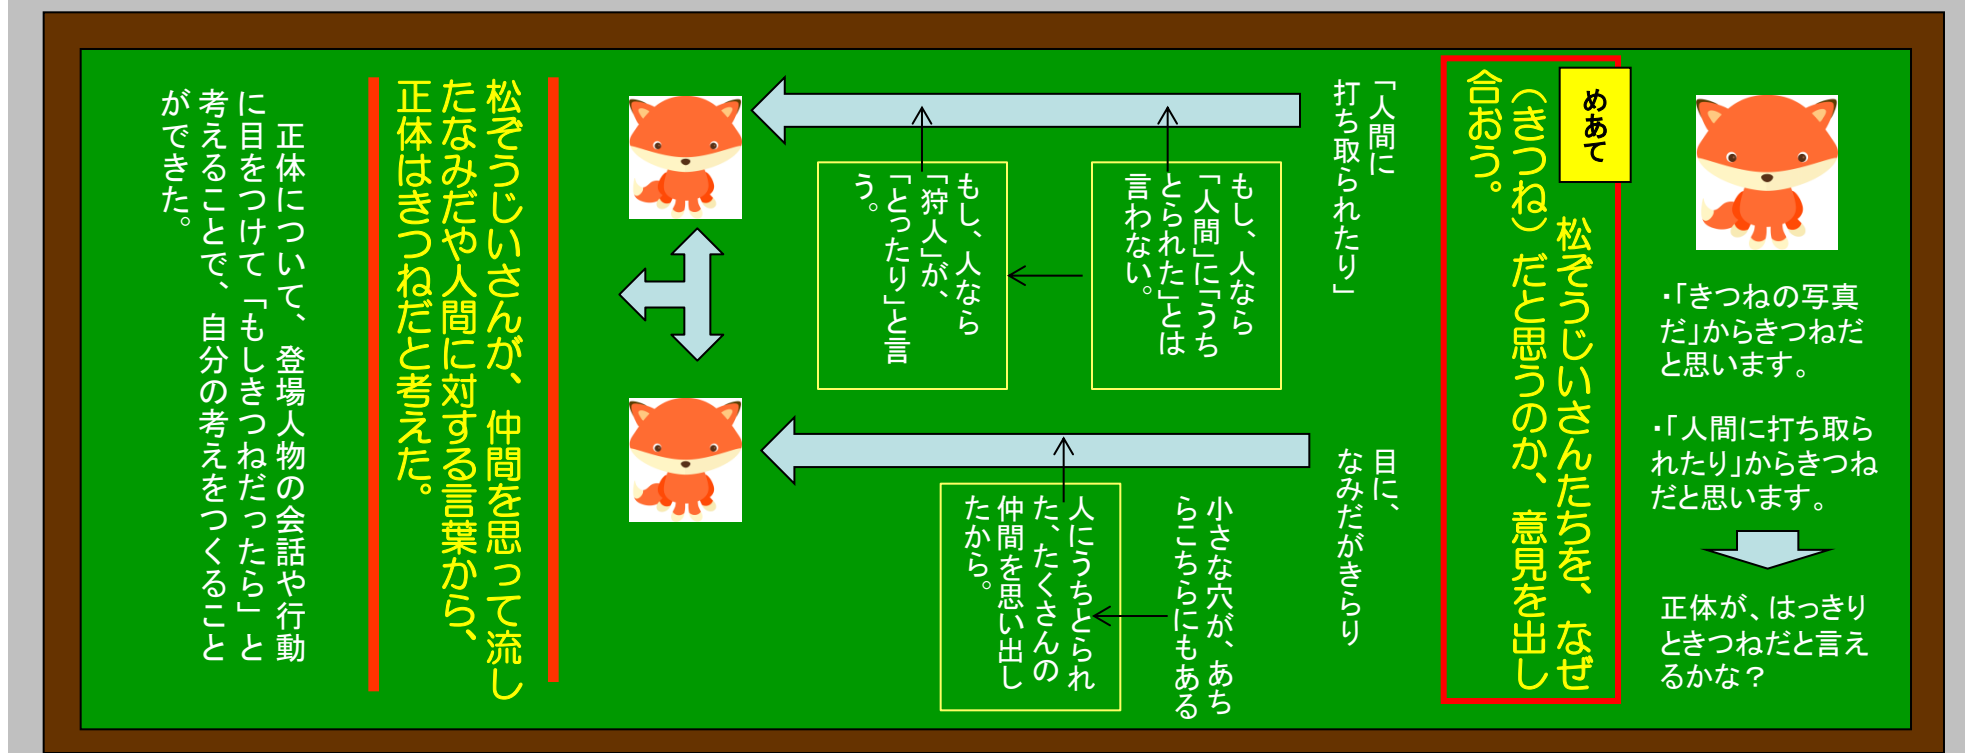 ・「きつねの写真
だ」からきつねだ
と思います。
・「人間に打ち取ら
れたり」からきつね
だと思います。
正体が、はっきり
ときつねだと言え
るかな？
めあて
松ぞうじいさんたちを、なぜ
（きつね）だと思うのか、意見を出し
合おう。
「人間に
打ち取られたり」
もし、人なら
「人間」に「うち
とられた」とは
言わない。
もし、人なら
「狩人」が、
「とったり」と言
う。
目に、
なみだがきらり
小さな穴が、あち
らこちらにもある
人にうちとられ
た、たくさんの
仲間を思い出し
たから。
松ぞうじいさんが、仲間を思って流し
たなみだや人間に対する言葉から、
正体はきつねだと考えた。
正体について、登場人物の会話や行動
に目をつけて「もしきつねだったら」と
考えることで、自分の考えをつくること
ができた。